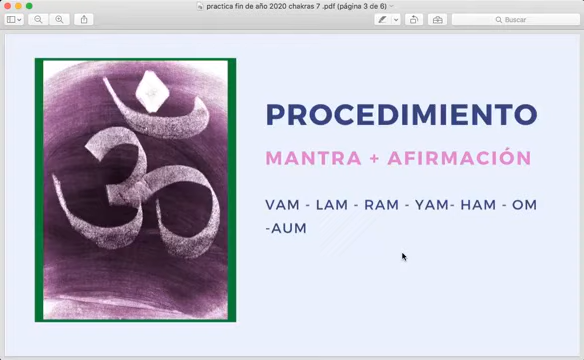 practica fin de año 2020 chakras 7 .pdf (página 3 de 6)
Buscar
ॐ
PROCEDIMIENTO
MANTRA + AFIRMACIÓN
VAM - LAM - RAM - YAM- HAM - OM
-AUM